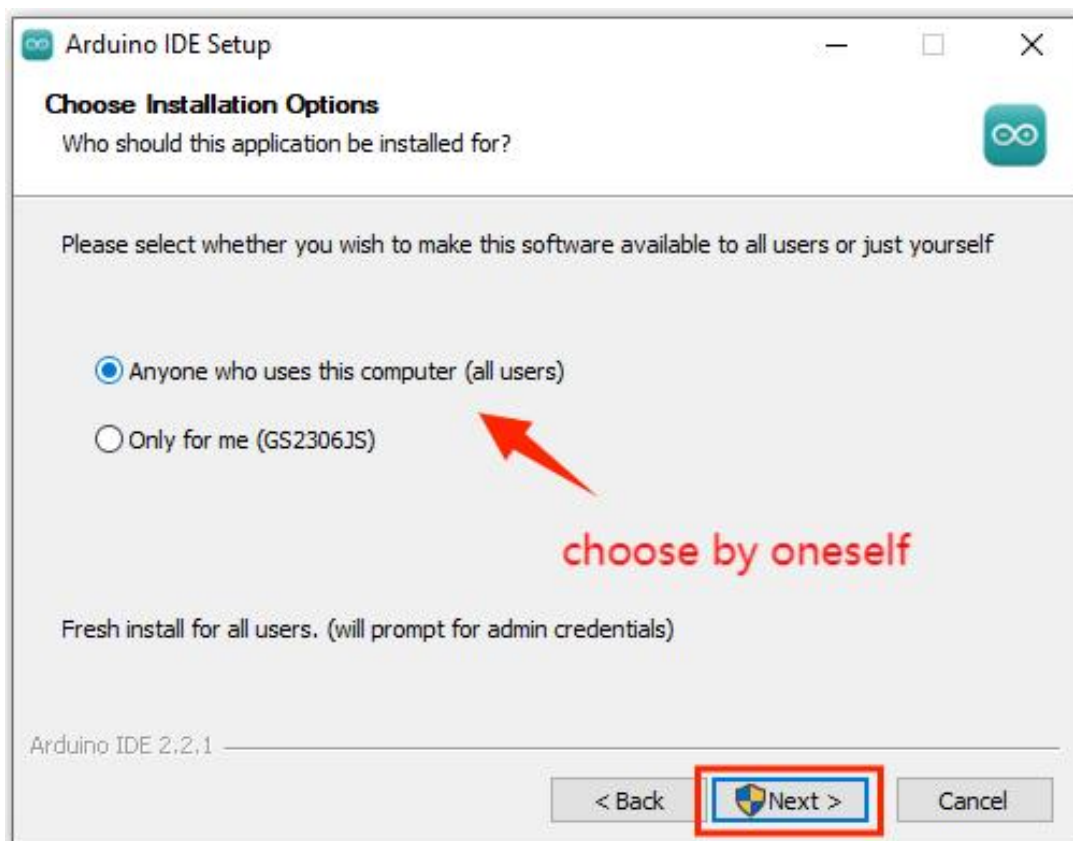 Arduino IDE Setup
Choose Installation Options
Who should this application be installed for?
Please select whether you wish to make this software available to all users or just yourself
Anyone who uses this computer (all users)
Only for me (GS2306JS)
choose by oneself
Fresh install for all users. (will prompt for admin credentials)
Arduino IDE 2.2.1
< Back Next > Cancel